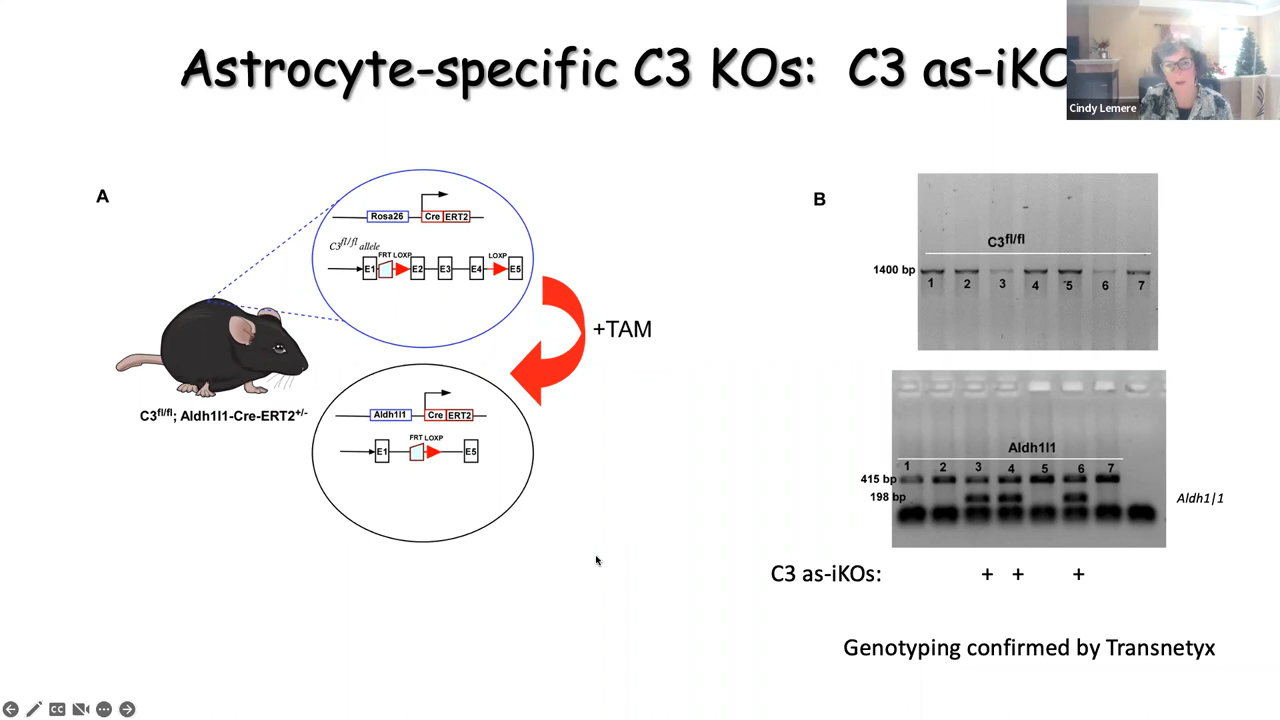 Astrocyte-specific C3 KOs: C3 as-iKO
Cindy Lemere
A
Rosa26 Cre ERT2
C3fl/fl allele
FRT LOXP LOXP
E1 E2 E3 E4 E5
+TAM
C3fl/fl; Aldh1l1-Cre-ERT2+/-
Aldh1l1 Cre ERT2
FRT LOXP
E1 E5
B
C3fl/fl
1400 bp
1 2 3 4 5 6 7
Aldh1l1
1 2 3 4 5 6 7
415 bp
198 bp
Aldh1|1
C3 as-iKOs: + + +
Genotyping confirmed by Transnetyx
CC